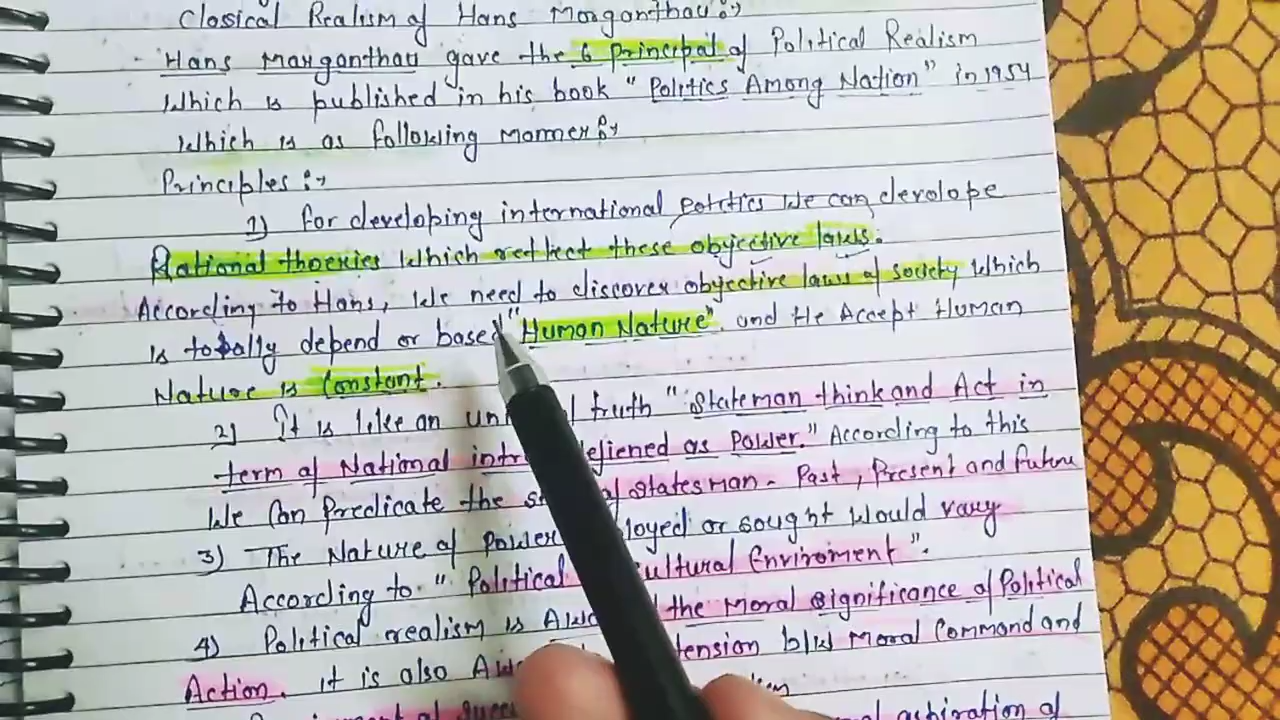 Classical Realism of Hans Morganthau:→
Hans Morganthau gave the 6 principal of Political Realism
Which is published in his book "Politics Among Nation" in 1954
Which is as following manner:→
Principles:→
1) for developing international politics We can develope
Rational thoeries Which reflect these objective laws.
According to Hans, We need to discover objective laws of society Which
is totally depend or based "Human Nature". and He Accept Human
Nature is Constant.
2) It is like an truth "Stateman think and Act in
term of National defiened as Power." According to this
We Can Predicate the of Statesman - Past, Present and future
3) The Nature of Power or sought Would vary
According to "Political Enviroment".
4) Political realism is the Moral Significance of Political
Action. it is also tension b/w Moral Command and
of